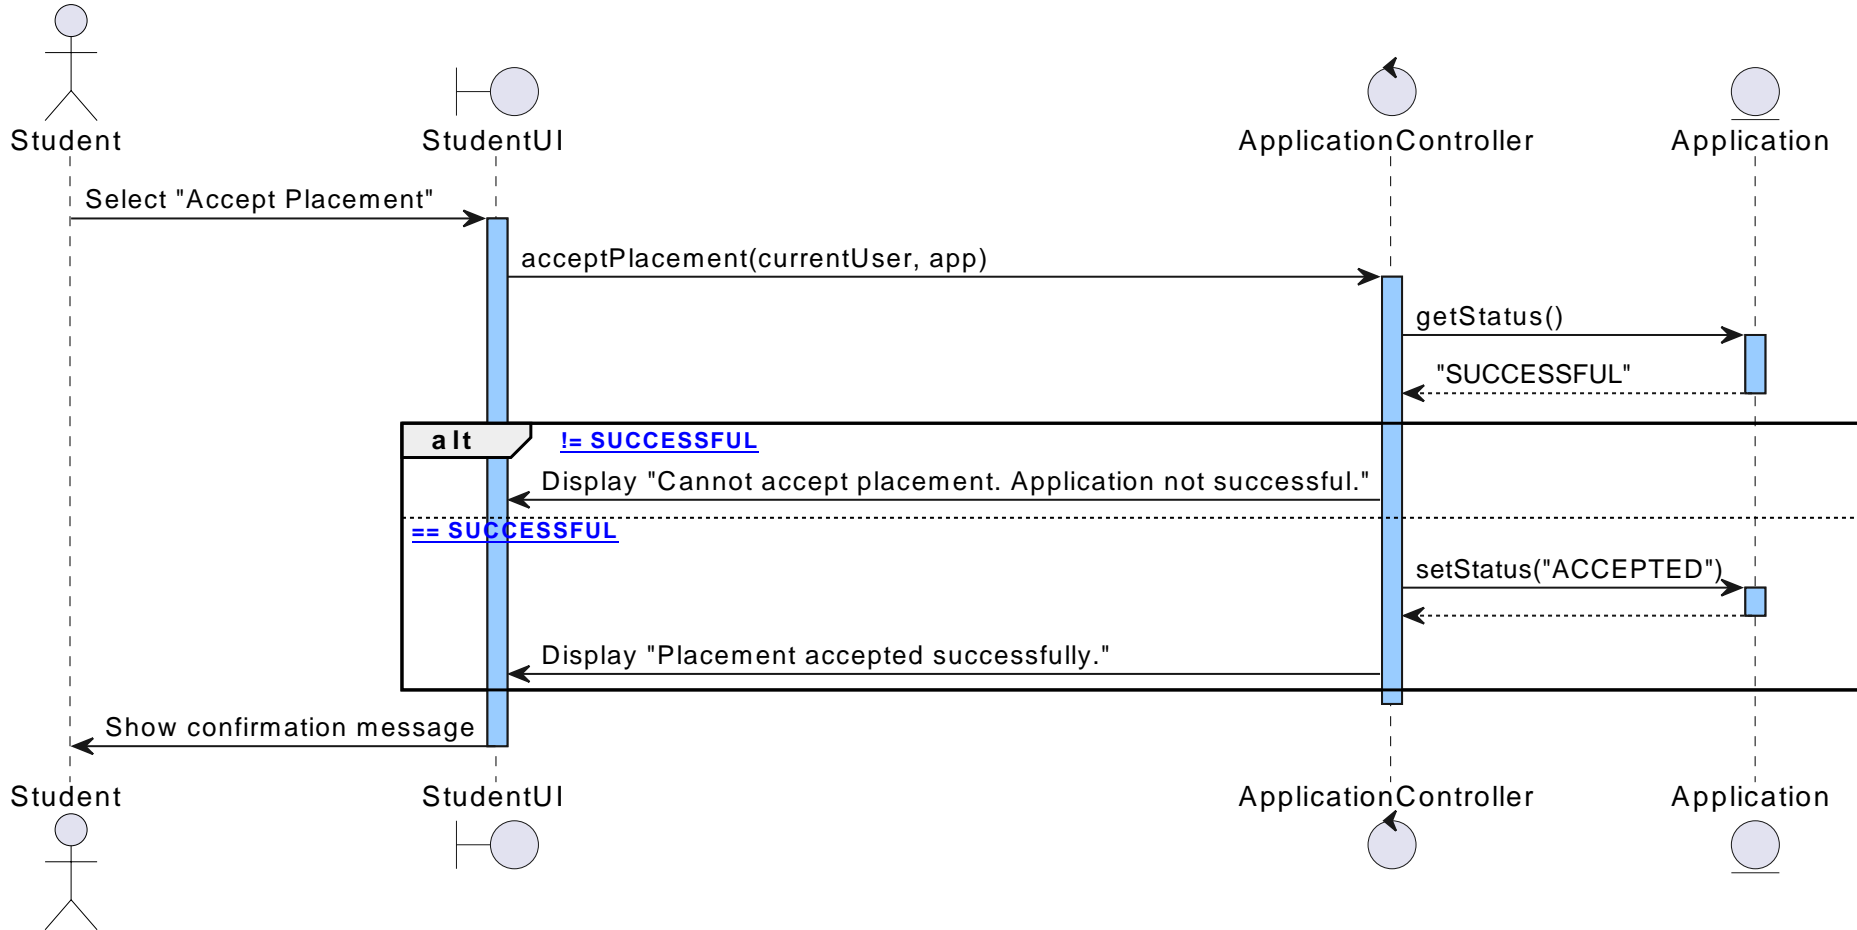 Student
StudentUI
ApplicationController
Application
Select "Accept Placement"
acceptPlacement(currentUser, app)
getStatus()
"SUCCESSFUL"
alt
!= SUCCESSFUL
Display "Cannot accept placement. Application not successful."
== SUCCESSFUL
setStatus("ACCEPTED")
Display "Placement accepted successfully."
Show confirmation message
Student
StudentUI
ApplicationController
Application